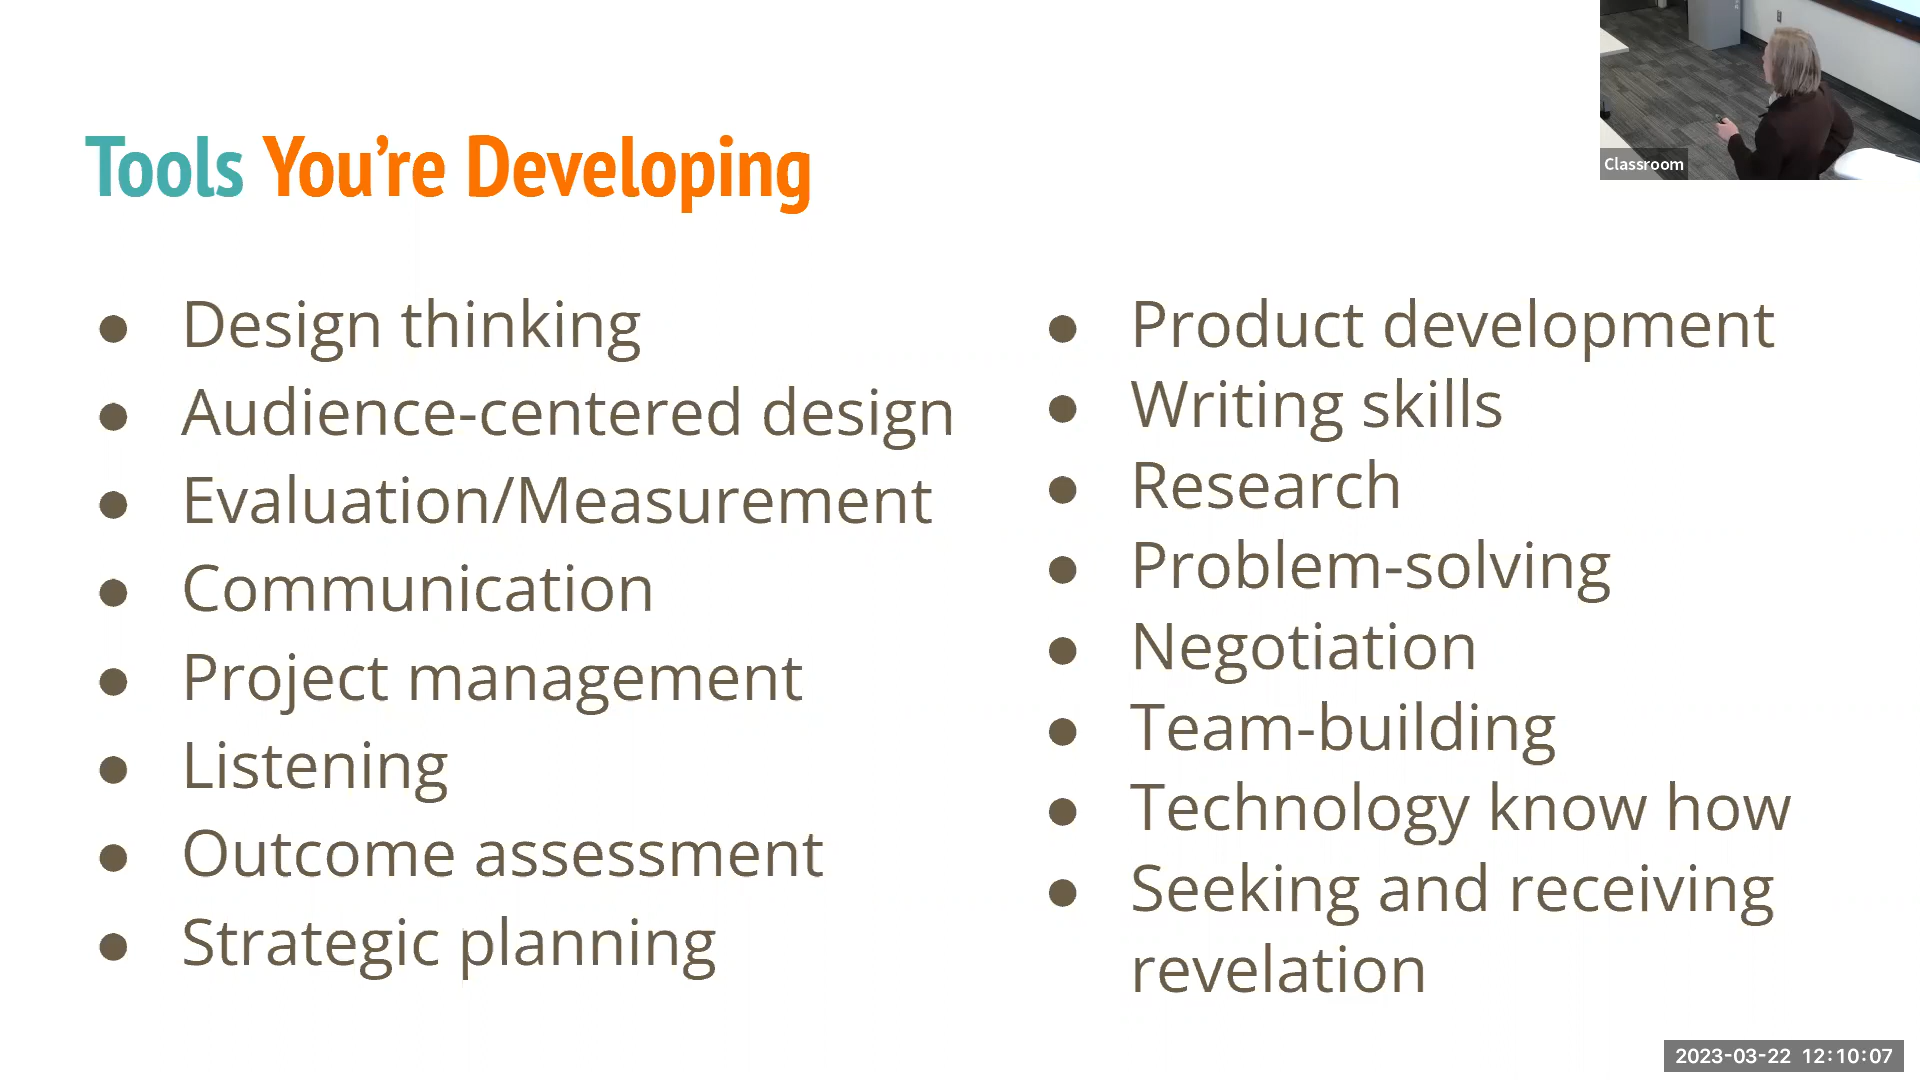 Tools You're Developing
● Design thinking
● Audience-centered design
● Evaluation/Measurement
● Communication
● Project management
● Listening
● Outcome assessment
● Strategic planning
● Product development
● Writing skills
● Research
● Problem-solving
● Negotiation
● Team-building
● Technology know how
● Seeking and receiving
revelation
Classroom
2023-03-22 12:10:07